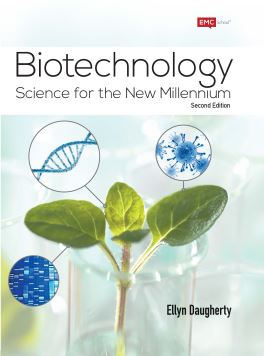 EMC School
Biotechnology
Science for the New Millennium
Second Edition
Ellyn Daugherty